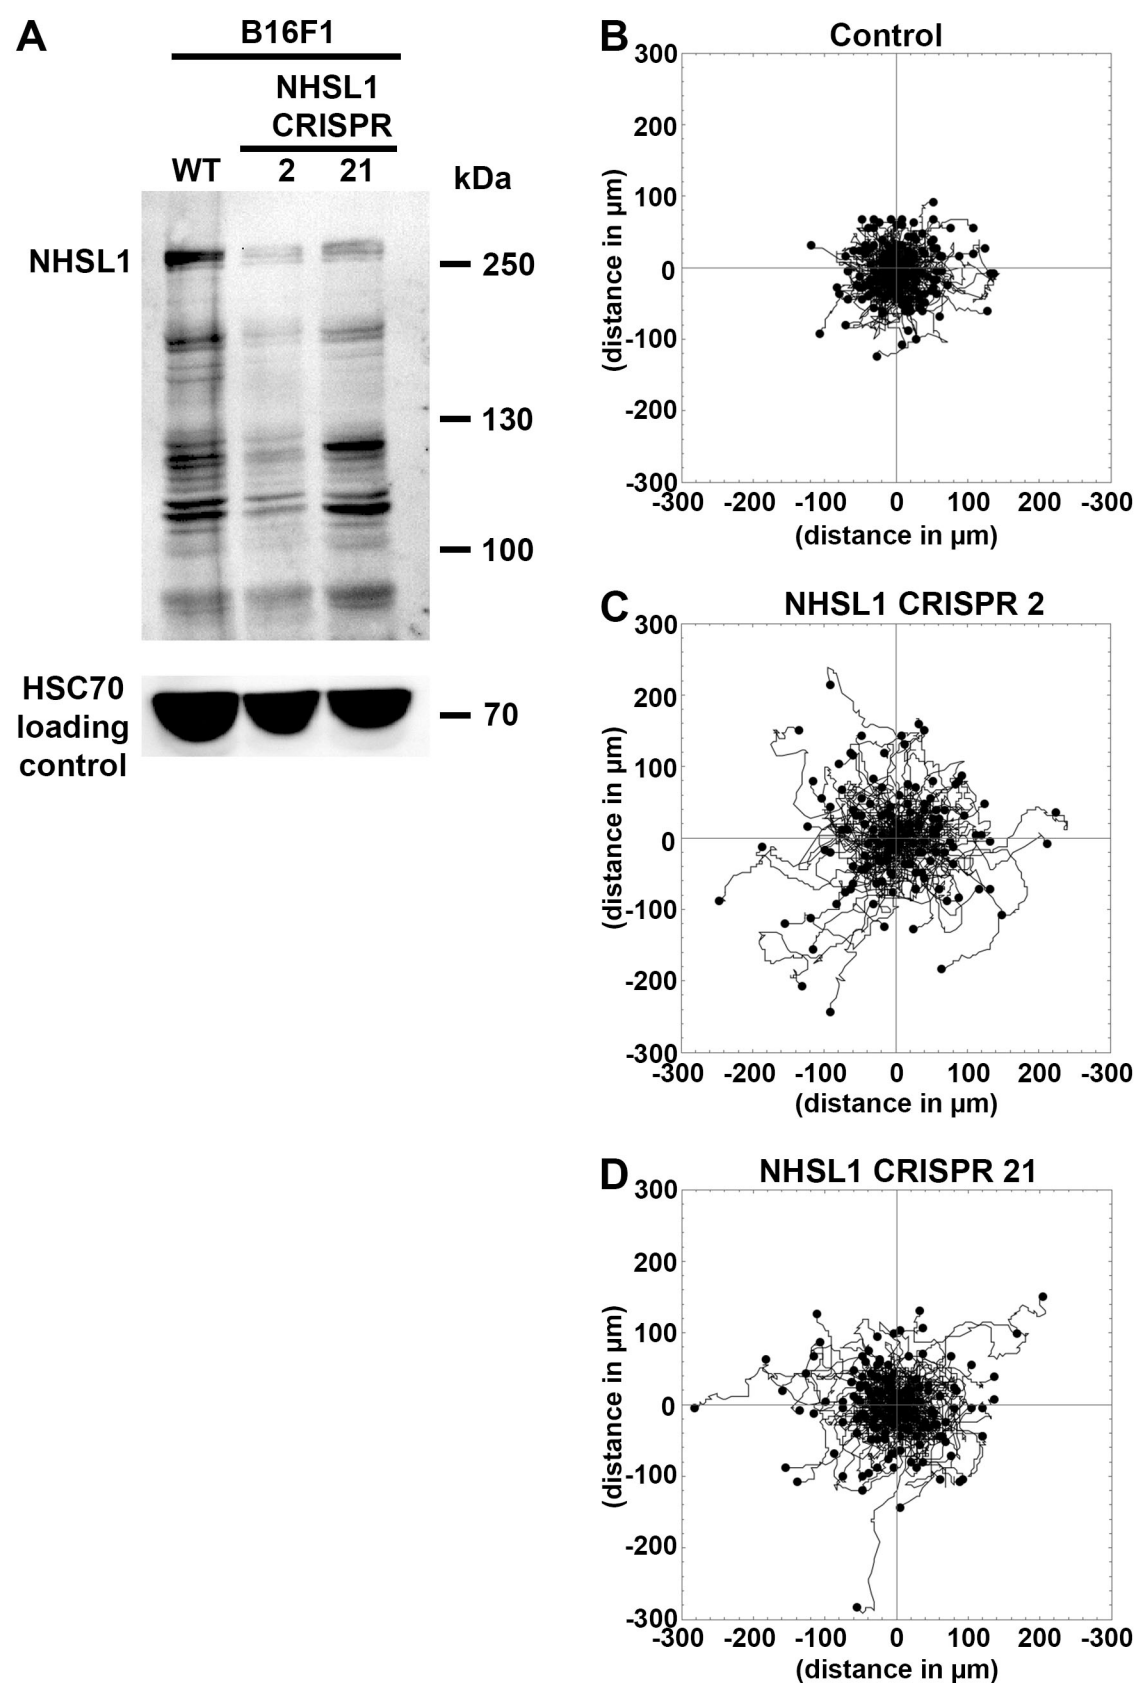 A
B16F1
NHSL1
CRISPR
WT 2 21
kDa
NHSL1
250
130
100
HSC70
loading
control
70
B
Control
300
200
100
0
-100
-200
-300
(distance in µm)
-300 -200 -100 0 100 200 -300
(distance in µm)
C
NHSL1 CRISPR 2
300
200
100
0
-100
-200
-300
(distance in µm)
-300 -200 -100 0 100 200 -300
(distance in µm)
D
NHSL1 CRISPR 21
300
200
100
0
-100
-200
-300
(distance in µm)
-300 -200 -100 0 100 200 -300
(distance in µm)